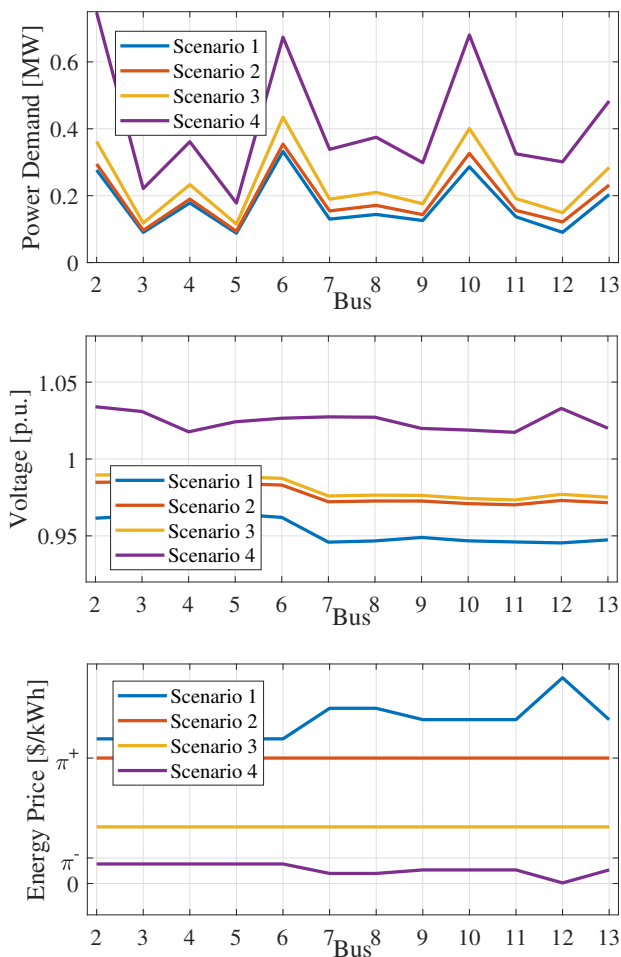 Power Demand [MW]
0.6
0.4
0.2
0
Scenario 1
Scenario 2
Scenario 3
Scenario 4
2 3 4 5 6 7 8 9 10 11 12 13
Bus
Voltage [p.u.]
1.05
1
0.95
Scenario 1
Scenario 2
Scenario 3
Scenario 4
2 3 4 5 6 7 8 9 10 11 12 13
Bus
Energy Price [$/kWh]
π⁺
π⁻
0
Scenario 1
Scenario 2
Scenario 3
Scenario 4
2 3 4 5 6 7 8 9 10 11 12 13
Bus